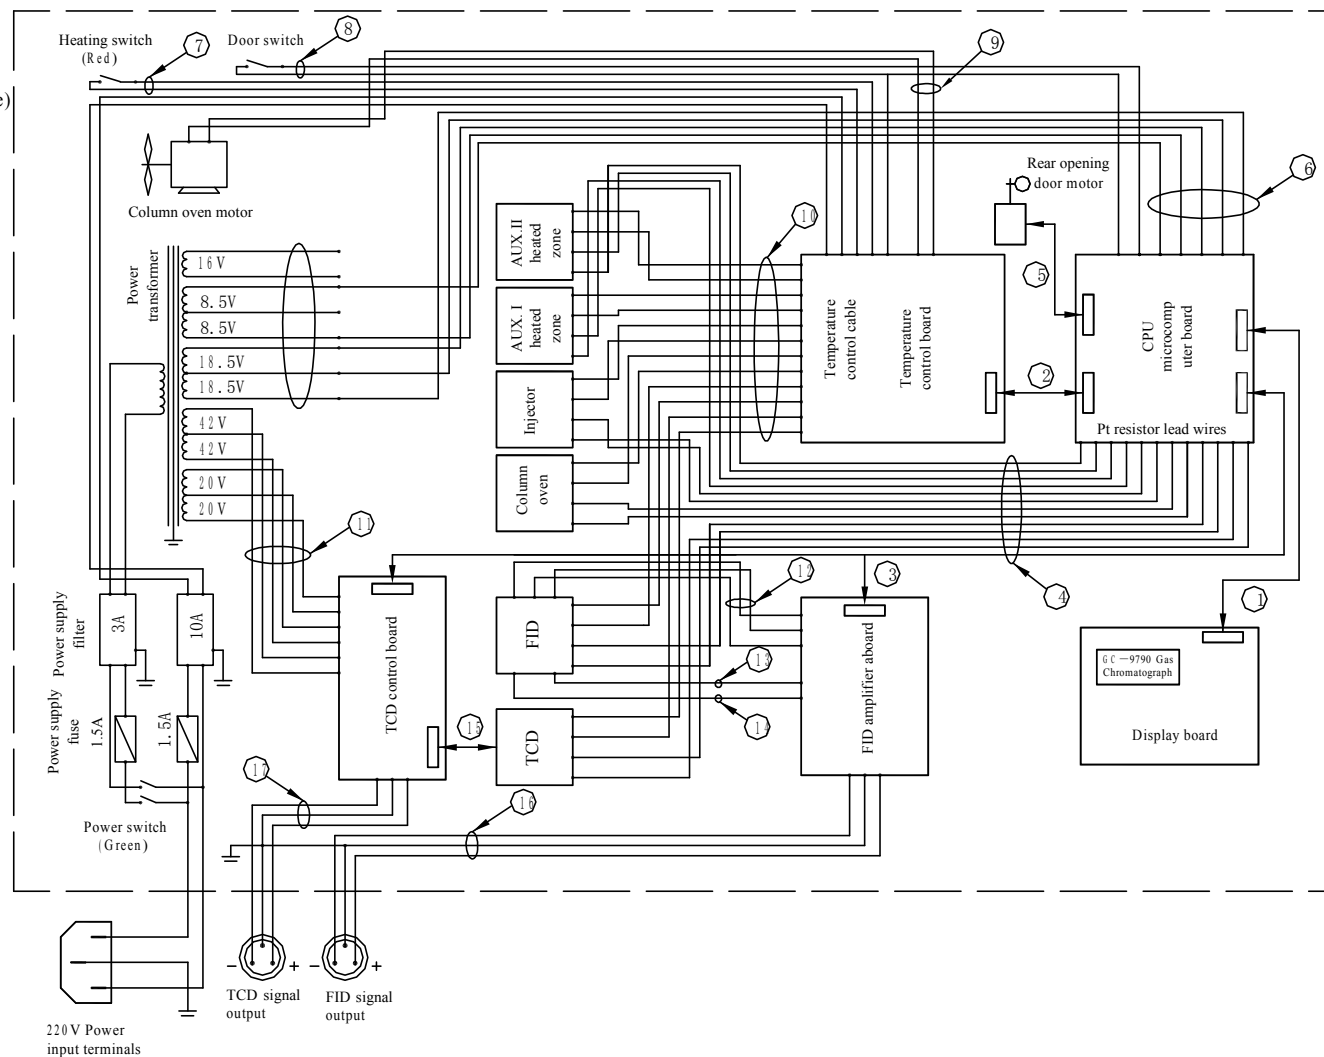 Heating switch
(Red)
7
Door switch
8
9
e)
Column oven motor
Rear opening
door motor
6
10
5
Power
transformer
16V
8.5V
8.5V
18.5V
18.5V
42V
42V
20V
20V
AUX.II
heated
zone
AUX. I
heated
zone
Injector
Column
oven
Temperature
control cable
Temperature
control board
2
CPU
microcomp
uter board
Pt resistor lead wires
11
12
3
4
1
Power supply
filter
3A
10A
Power supply
fuse
1.5A
1.5A
TCD control board
FID
13
14
15
TCD
FID amplifier aboard
GC-9790 Gas
Chromatograph
Display board
17
16
Power switch
(Green)
− +
− +
TCD signal
output
FID signal
output
220V Power
input terminals